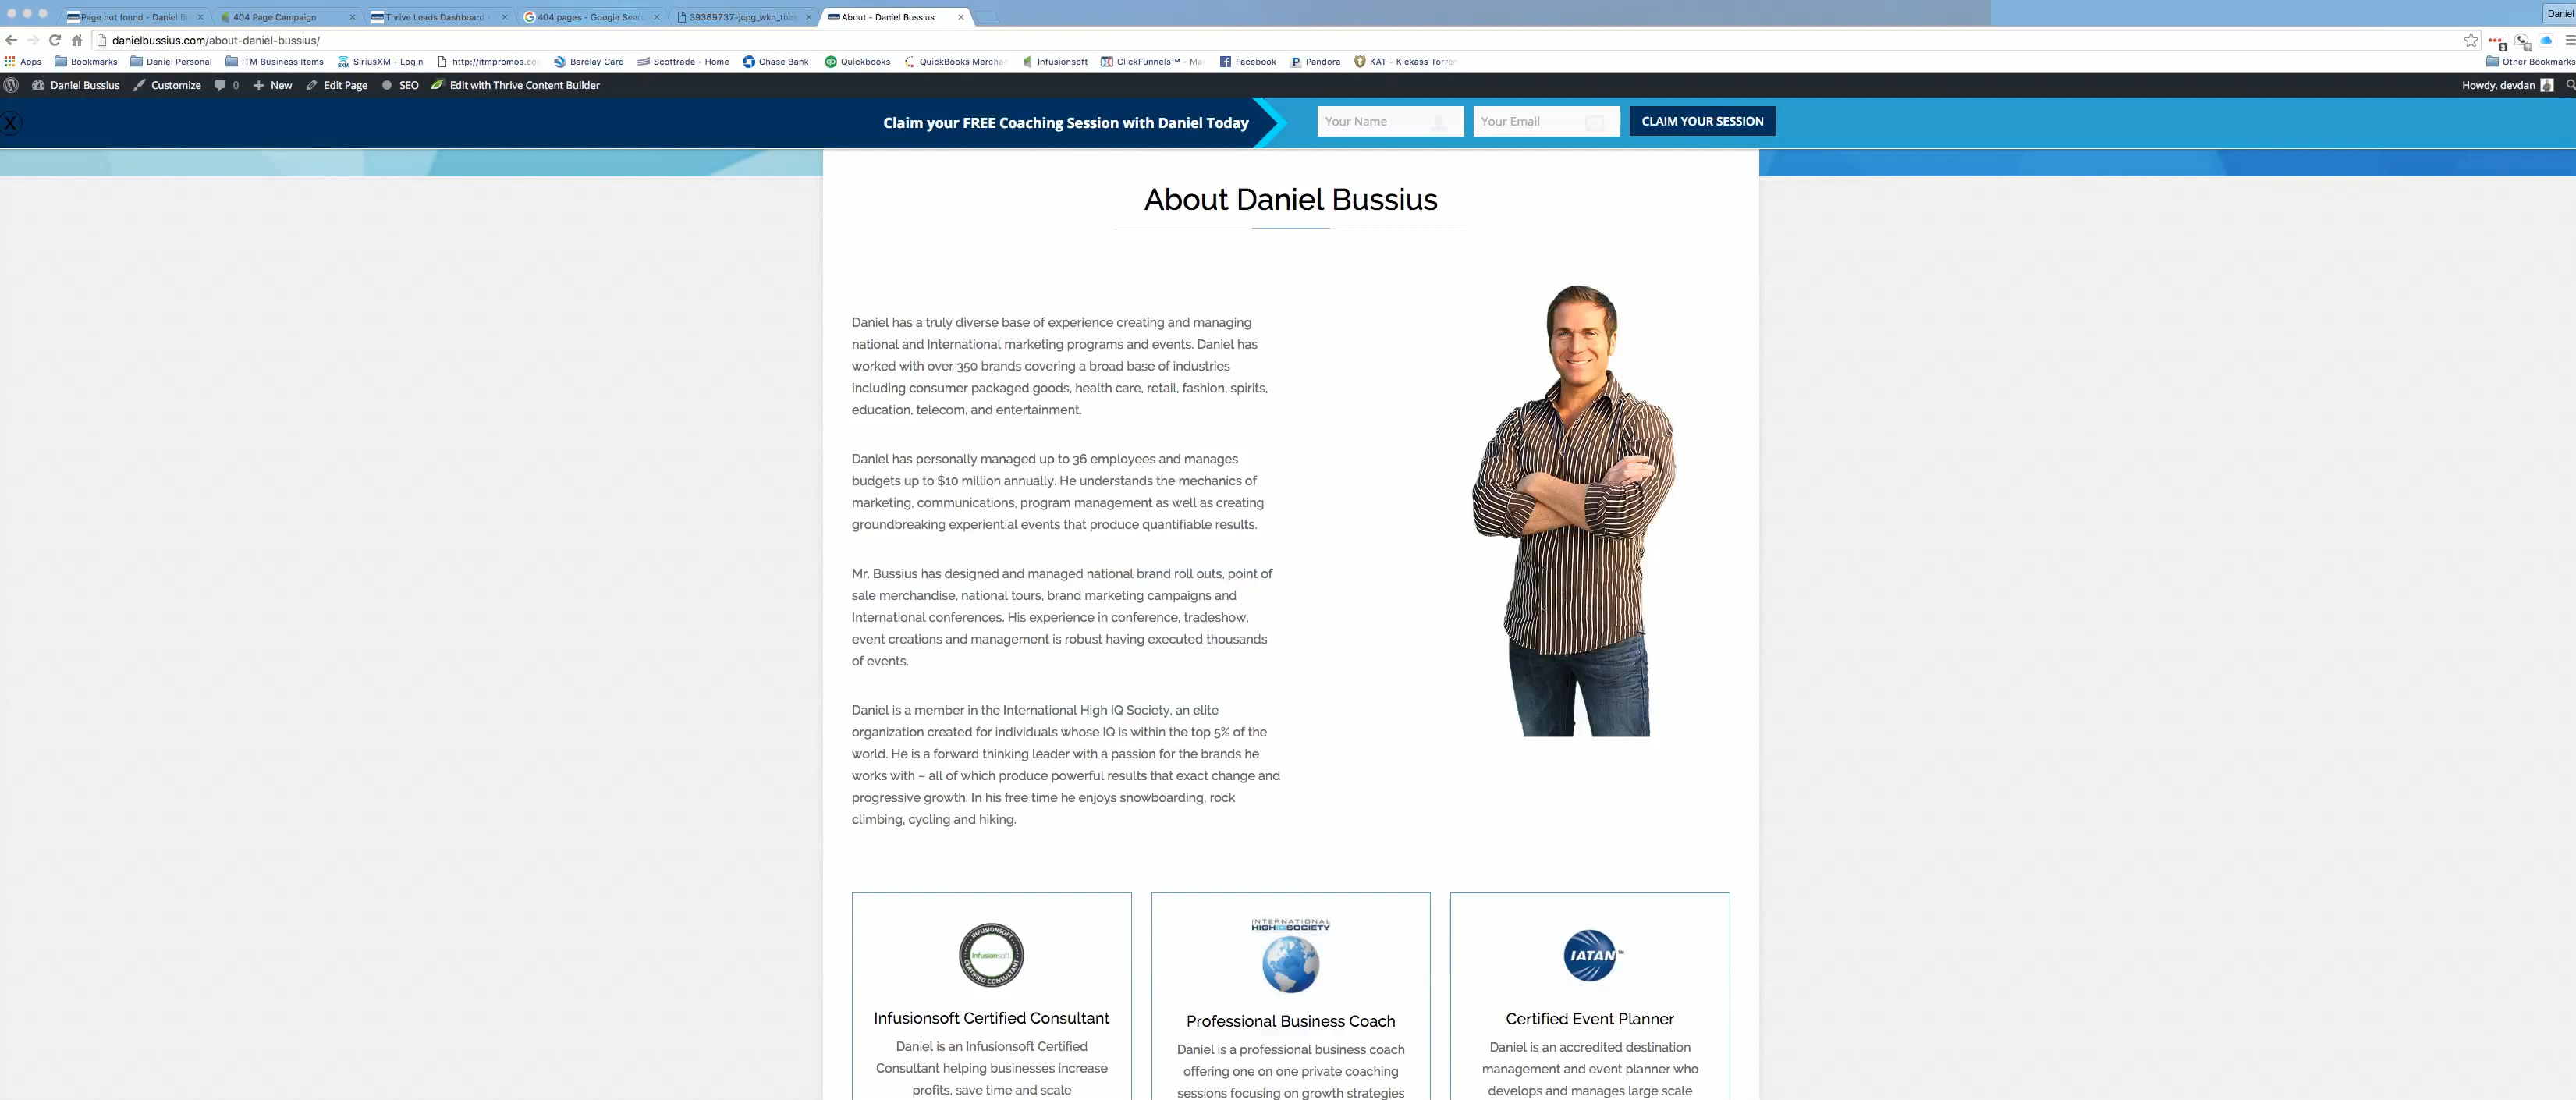 Page not found - Daniel B
404 Page Campaign
Thrive Leads Dashboard
404 pages - Google Sear
39369737-jcpg_wkn_thes
About - Daniel Bussius
Daniel
danielbussius.com/about-daniel-bussius/
Apps
Bookmarks
Daniel Personal
ITM Business Items
SiriusXM - Login
http://itmpromos.co
Barclay Card
Scottrade - Home
Chase Bank
Quickbooks
QuickBooks Mercha
Infusionsoft
ClickFunnels™ - Ma
Facebook
Pandora
KAT - Kickass Torre
Other Bookmarks
Daniel Bussius
Customize
0
New
Edit Page
SEO
Edit with Thrive Content Builder
Howdy, devdan
X
Claim your FREE Coaching Session with Daniel Today
Your Name
Your Email
CLAIM YOUR SESSION
About Daniel Bussius
Daniel has a truly diverse base of experience creating and managing
national and International marketing programs and events. Daniel has
worked with over 350 brands covering a broad base of industries
including consumer packaged goods, health care, retail, fashion, spirits,
education, telecom, and entertainment.
Daniel has personally managed up to 36 employees and manages
budgets up to $10 million annually. He understands the mechanics of
marketing, communications, program management as well as creating
groundbreaking experiential events that produce quantifiable results.
Mr. Bussius has designed and managed national brand roll outs, point of
sale merchandise, national tours, brand marketing campaigns and
International conferences. His experience in conference, tradeshow,
event creations and management is robust having executed thousands
of events.
Daniel is a member in the International High IQ Society, an elite
organization created for individuals whose IQ is within the top 5% of the
world. He is a forward thinking leader with a passion for the brands he
works with – all of which produce powerful results that exact change and
progressive growth. In his free time he enjoys snowboarding, rock
climbing, cycling and hiking.
INFUSIONSOFT
Infusionsoft
CERTIFIED CONSULTANT
Infusionsoft Certified Consultant
Daniel is an Infusionsoft Certified
Consultant helping businesses increase
profits, save time and scale
INTERNATIONAL
HIGHIQSOCIETY
Professional Business Coach
Daniel is a professional business coach
offering one on one private coaching
sessions focusing on growth strategies
IATAN™
Certified Event Planner
Daniel is an accredited destination
management and event planner who
develops and manages large scale